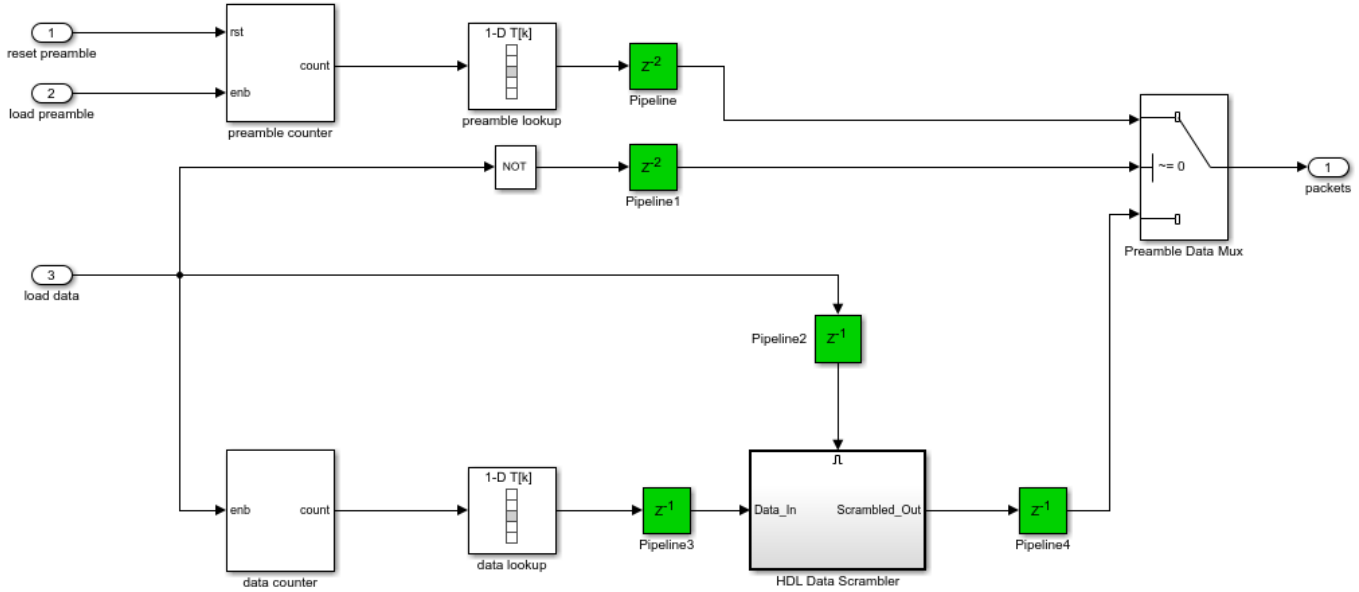 1
reset preamble
2
load preamble
rst
enb
count
preamble counter
1-D T[k]
preamble lookup
z-2
Pipeline
NOT
z-2
Pipeline1
~= 0
Preamble Data Mux
1
packets
3
load data
Pipeline2
z-1
enb
count
data counter
1-D T[k]
data lookup
z-1
Pipeline3
Data_In
Scrambled_Out
HDL Data Scrambler
z-1
Pipeline4